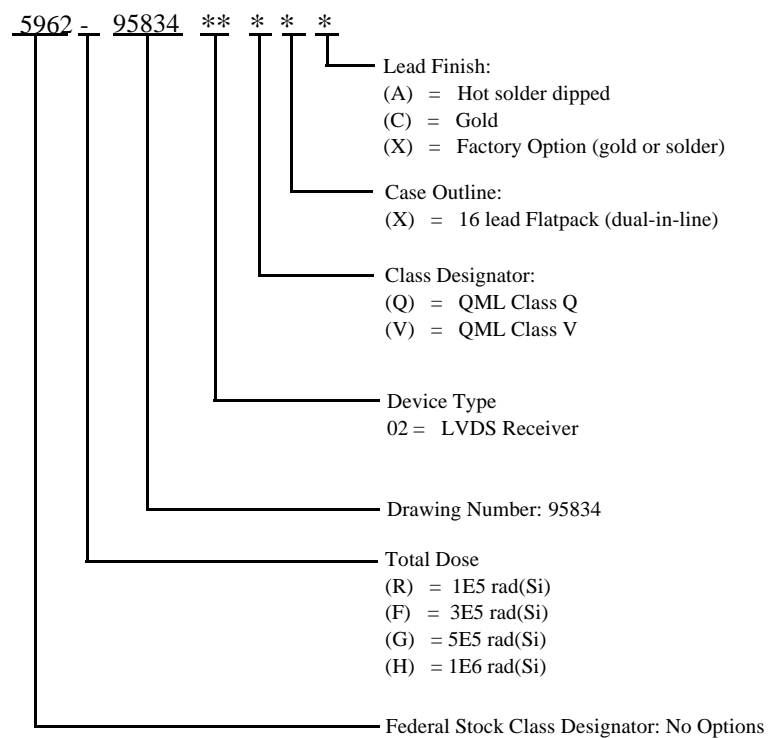 5962 - 95834 ** * * *
Lead Finish:
(A) = Hot solder dipped
(C) = Gold
(X) = Factory Option (gold or solder)
Case Outline:
(X) = 16 lead Flatpack (dual-in-line)
Class Designator:
(Q) = QML Class Q
(V) = QML Class V
Device Type
02 = LVDS Receiver
Drawing Number: 95834
Total Dose
(R) = 1E5 rad(Si)
(F) = 3E5 rad(Si)
(G) = 5E5 rad(Si)
(H) = 1E6 rad(Si)
Federal Stock Class Designator: No Options